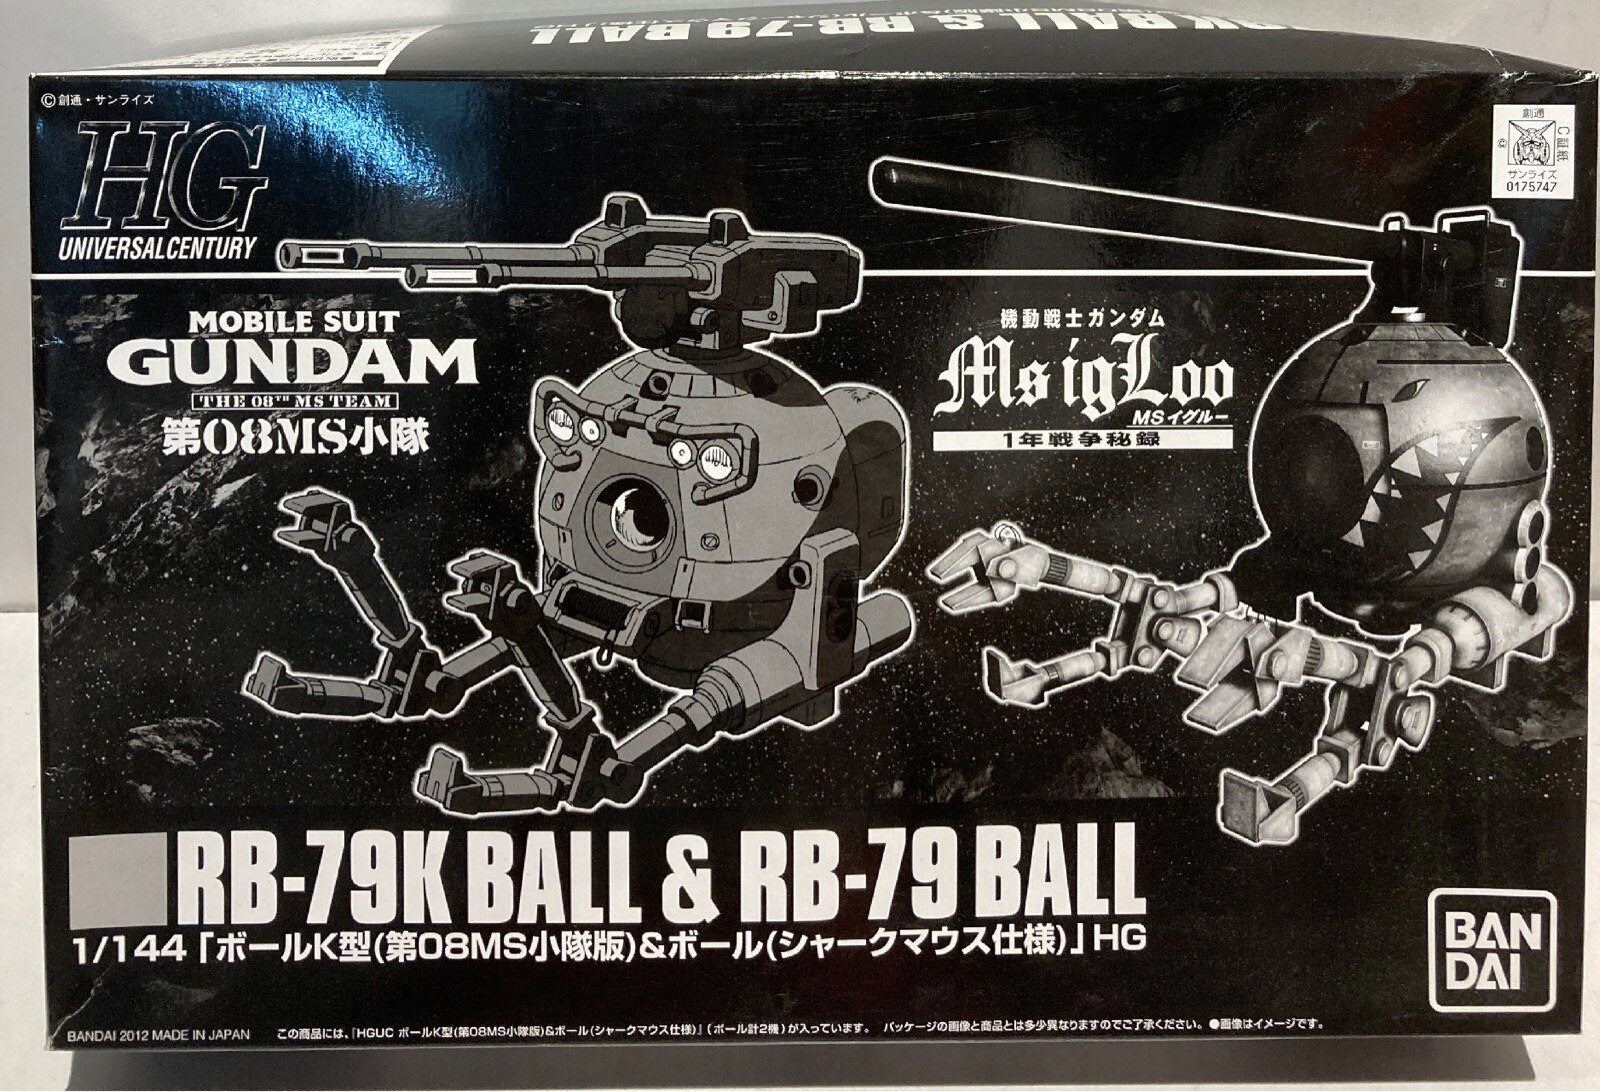 RK BALL & RB-79 BALL
©創通・サンライズ
HG
UNIVERSAL CENTURY
創通
©
サンライズ
0175747
MOBILE SUIT
GUNDAM
THE 08TH MS TEAM
第08MS小隊
機動戦士ガンダム
MS igLoo
MSイグルー
1年戦争秘録
RB-79K BALL & RB-79 BALL
1/144「ボールK型(第08MS小隊版)&ボール(シャークマウス仕様)」HG
BAN
DAI
BANDAI 2012 MADE IN JAPAN
この商品には、『HGUC ボールK型(第08MS小隊版)&ボール(シャークマウス仕様)』(ボール計2機)が入っています。 パッケージの画像と商品とは多少異なりますのでご了承ください。●画像はイメージです。